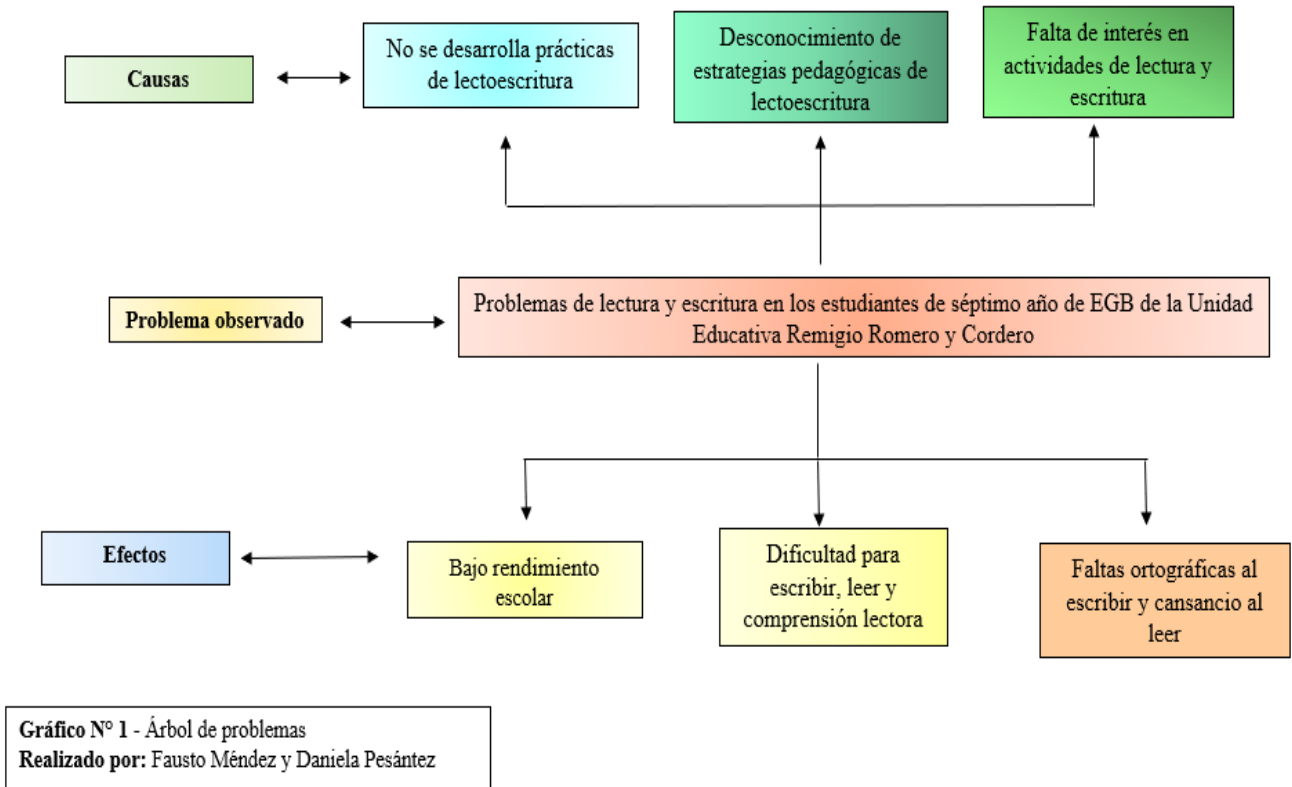 Causas
No se desarrolla prácticas
de lectoescritura
Desconocimiento de
estrategias pedagógicas de
lectoescritura
Falta de interés en
actividades de lectura y
escritura
Problema observado
Problemas de lectura y escritura en los estudiantes de séptimo año de EGB de la Unidad
Educativa Remigio Romero y Cordero
Efectos
Bajo rendimiento
escolar
Dificultad para
escribir, leer y
comprensión lectora
Faltas ortográficas al
escribir y cansancio al
leer
Gráfico N° 1 - Árbol de problemas
Realizado por: Fausto Méndez y Daniela Pesántez